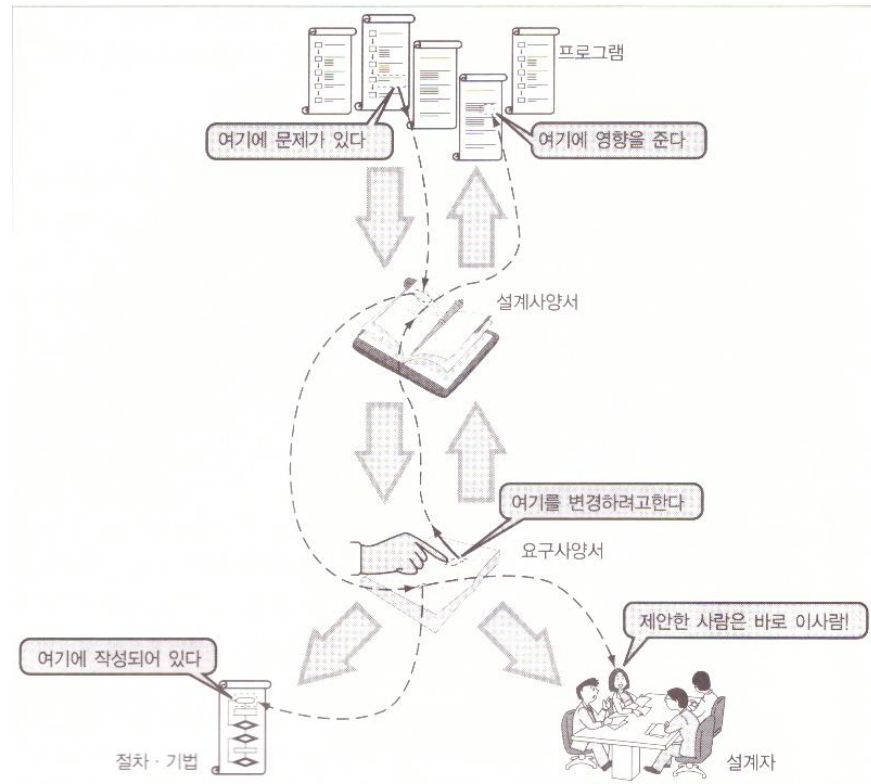 프로그램
여기에 문제가 있다
여기에 영향을 준다
설계사양서
여기를 변경하려고한다
요구사양서
제안한 사람은 바로 이사람!
여기에 작성되어 있다
절차 · 기법
설계자